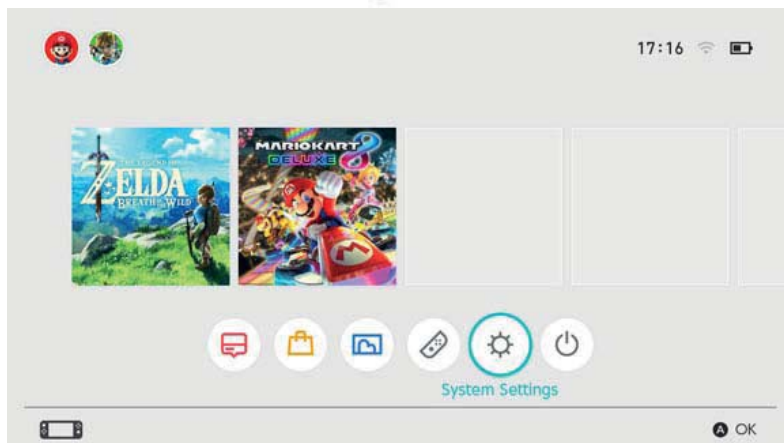 17:16
THE LEGEND OF
ZELDA
BREATH OF THE WILD
MARIOKART 8
DELUXE
M
System Settings
A OK